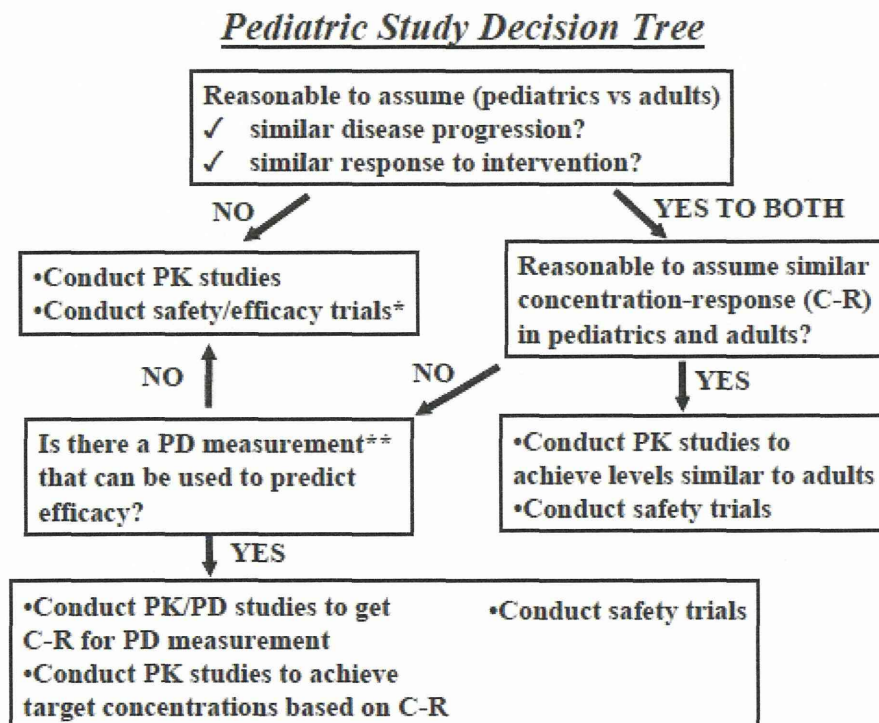 Pediatric Study Decision Tree
Reasonable to assume (pediatrics vs adults)
✓ similar disease progression?
✓ similar response to intervention?
NO
YES TO BOTH
•Conduct PK studies
•Conduct safety/efficacy trials*
Reasonable to assume similar
concentration-response (C-R)
in pediatrics and adults?
NO
NO
YES
Is there a PD measurement**
that can be used to predict
efficacy?
•Conduct PK studies to
achieve levels similar to adults
•Conduct safety trials
YES
•Conduct PK/PD studies to get
C-R for PD measurement
•Conduct PK studies to achieve
target concentrations based on C-R
•Conduct safety trials